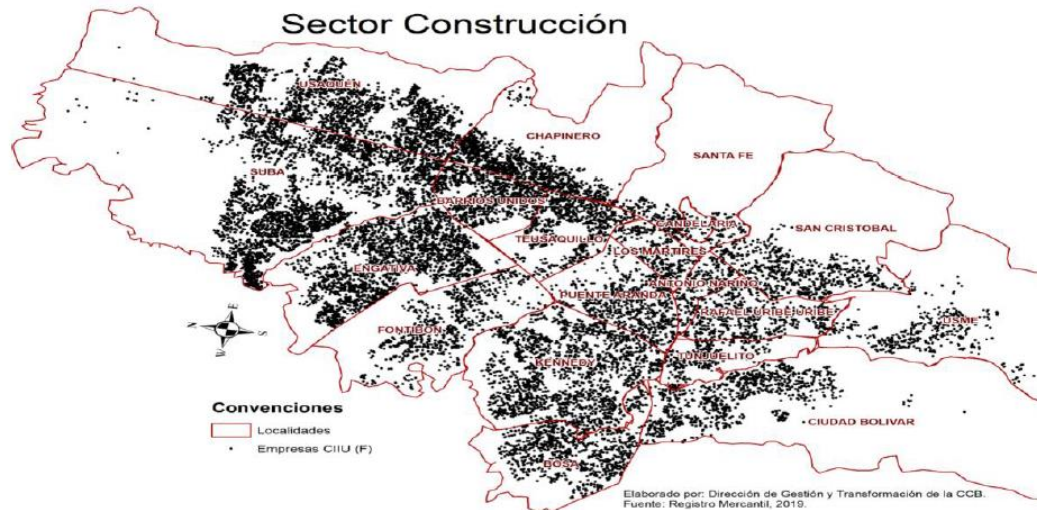 Sector Construcción
USAQUEN
CHAPINERO
SANTA FE
SUBA
BARRIOS UNIDOS
CANDELARIA
SAN CRISTOBAL
TEUSAQUILLO
LOS MARTIRES
ENGATIVA
ANTONIO NARIÑO
PUENTE ARANDA
RAFAEL URIBE URIBE
USME
FONTIBON
KENNEDY
TUNJUELITO
CIUDAD BOLIVAR
BOSA
N
E
S
W
Convenciones
Localidades
Empresas CIIU (F)
Elaborado por: Dirección de Gestión y Transformación de la CCB.
Fuente: Registro Mercantil, 2019.